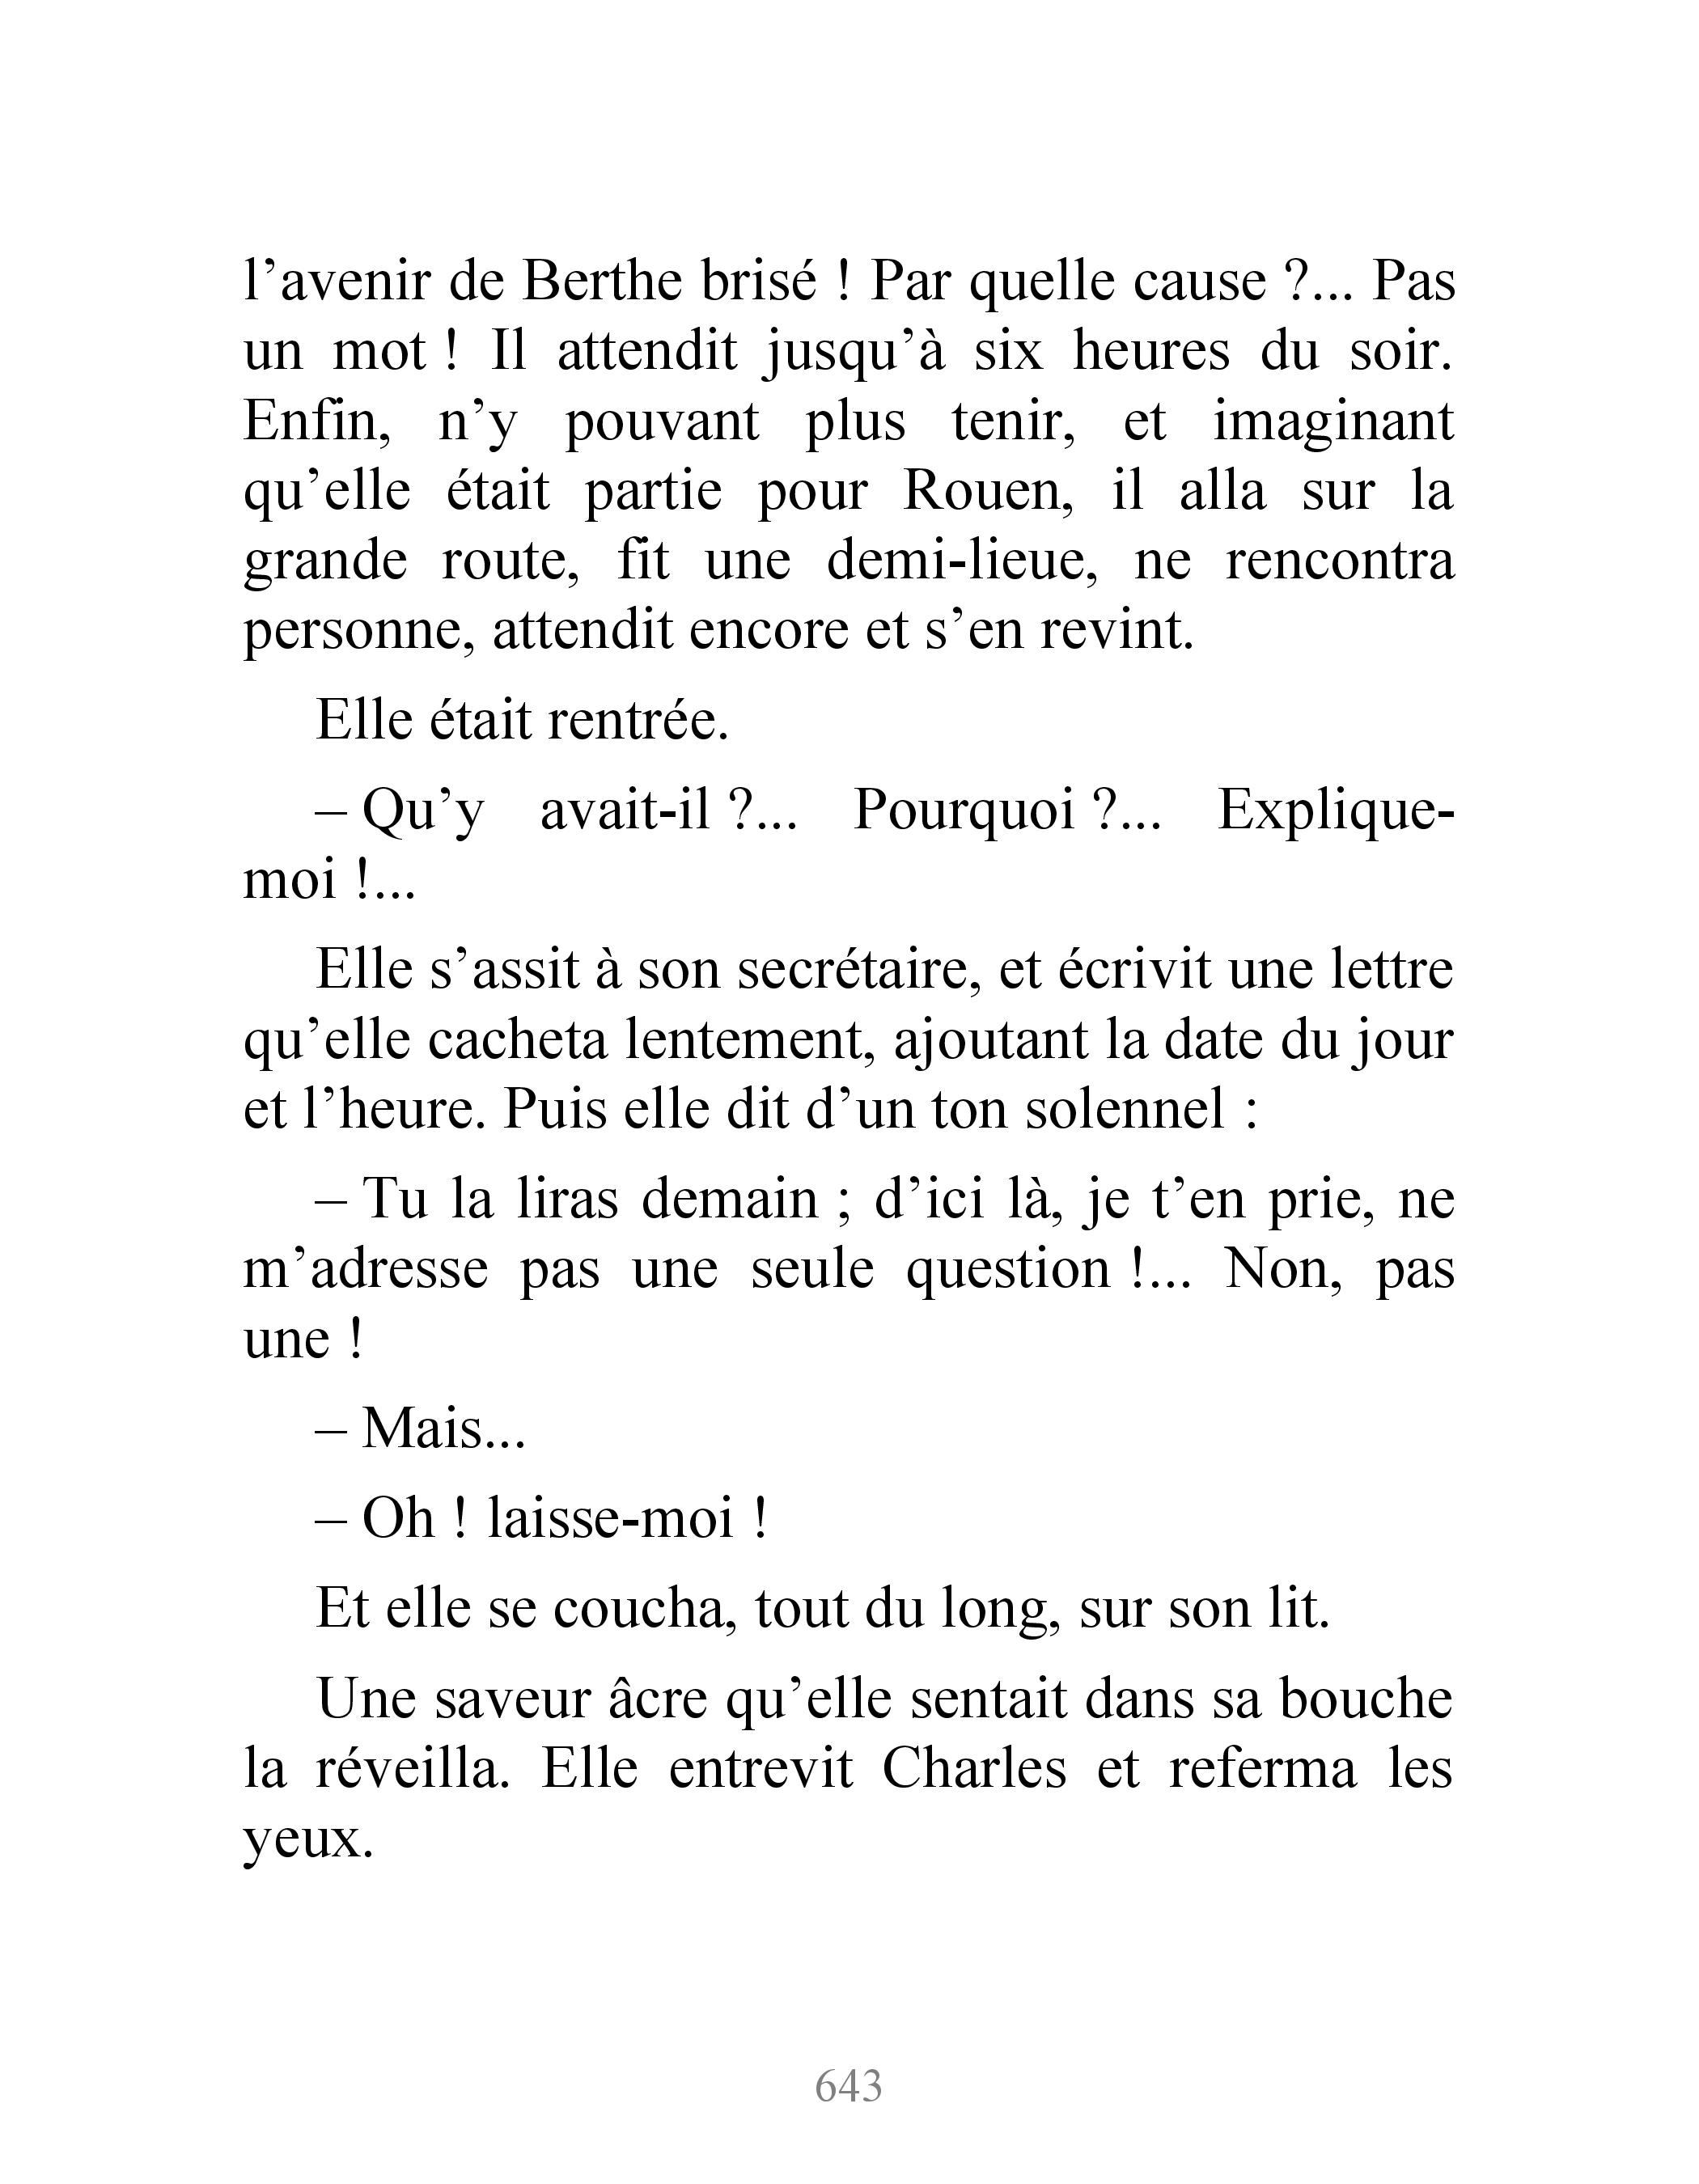 l’avenir de Berthe brisé ! Par quelle cause ?... Pas
un mot ! Il attendit jusqu’à six heures du soir.
Enfin, n’y pouvant plus tenir, et imaginant
qu’elle était partie pour Rouen, il alla sur la
grande route, fit une demi-lieue, ne rencontra
personne, attendit encore et s’en revint.
Elle était rentrée.
– Qu’y avait-il ?... Pourquoi ?... Explique-
moi !...
Elle s’assit à son secrétaire, et écrivit une lettre
qu’elle cacheta lentement, ajoutant la date du jour
et l’heure. Puis elle dit d’un ton solennel :
– Tu la liras demain ; d’ici là, je t’en prie, ne
m’adresse pas une seule question !... Non, pas
une !
– Mais...
– Oh ! laisse-moi !
Et elle se coucha, tout du long, sur son lit.
Une saveur âcre qu’elle sentait dans sa bouche
la réveilla. Elle entrevit Charles et referma les
yeux.
643